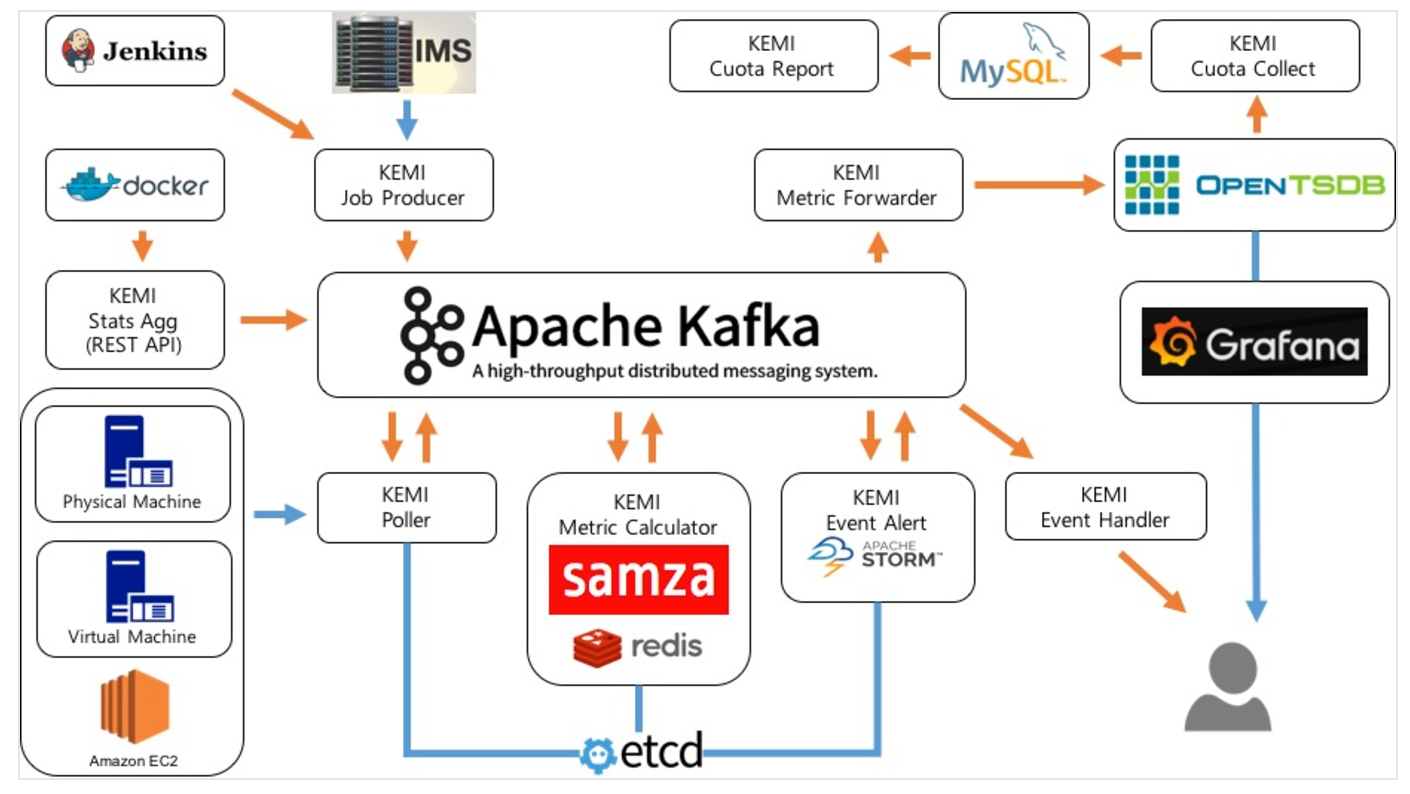 Jenkins
IMS
KEMI
Cuota Report
MySQL™
KEMI
Cuota Collect
docker
KEMI
Job Producer
KEMI
Metric Forwarder
OPENTSDB
KEMI
Stats Agg
(REST API)
Apache Kafka
A high-throughput distributed messaging system.
Grafana
Physical Machine
KEMI
Poller
KEMI
Metric Calculator
samza
redis
KEMI
Event Alert
APACHE
STORM™
KEMI
Event Handler
Virtual Machine
Amazon EC2
etcd